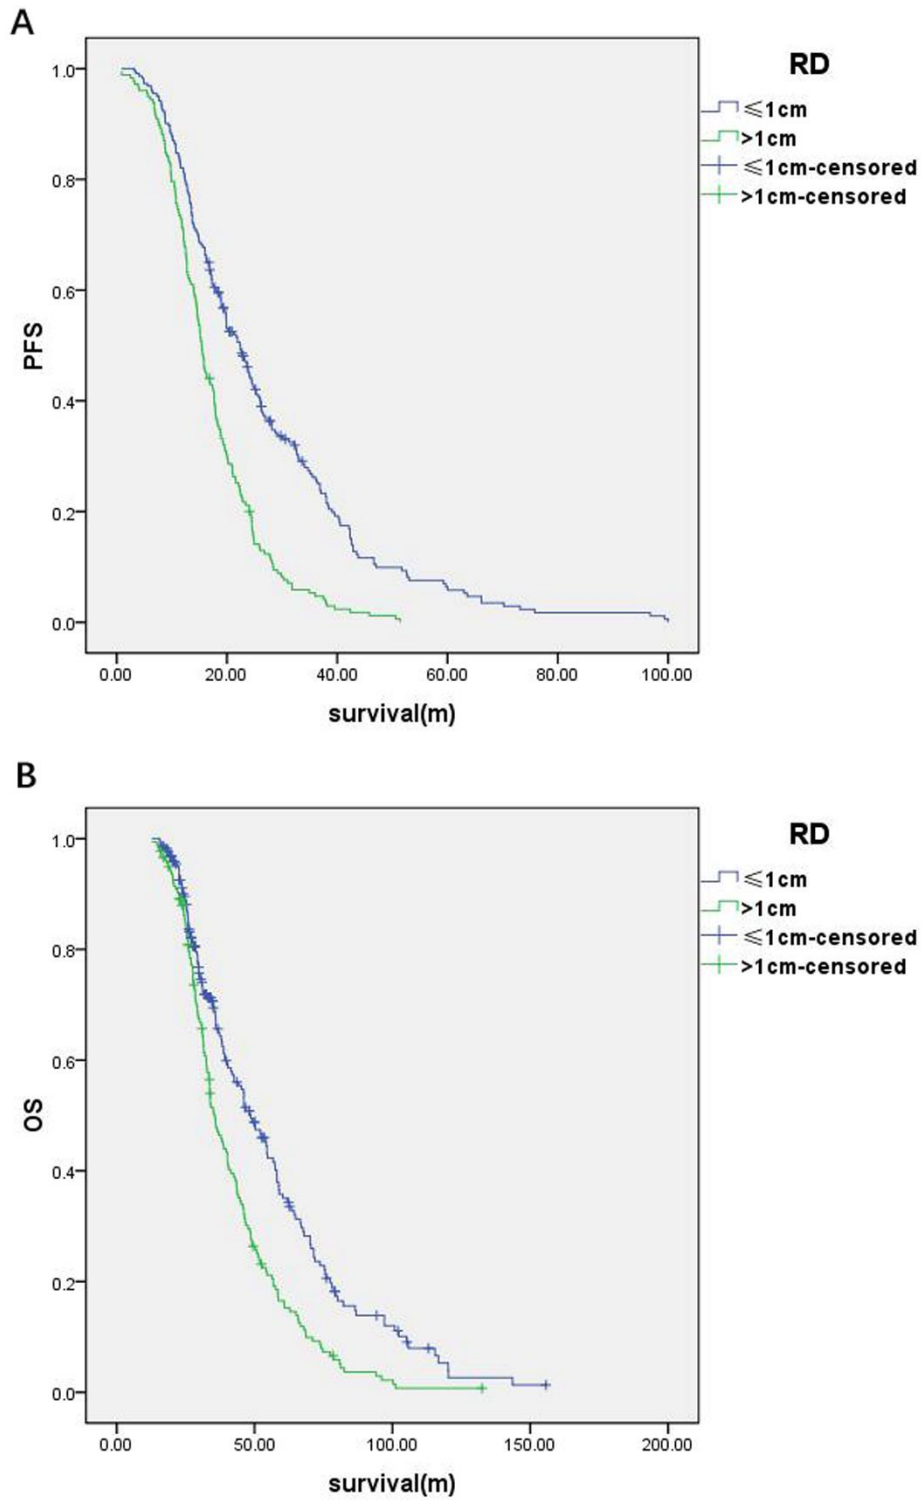 A
RD
≤1cm
>1cm
≤1cm-censored
>1cm-censored
PFS
1.0
0.8
0.6
0.4
0.2
0.0
0.00 20.00 40.00 60.00 80.00 100.00
survival(m)
B
RD
≤1cm
>1cm
≤1cm-censored
>1cm-censored
OS
1.0
0.8
0.6
0.4
0.2
0.0
0.00 50.00 100.00 150.00 200.00
survival(m)